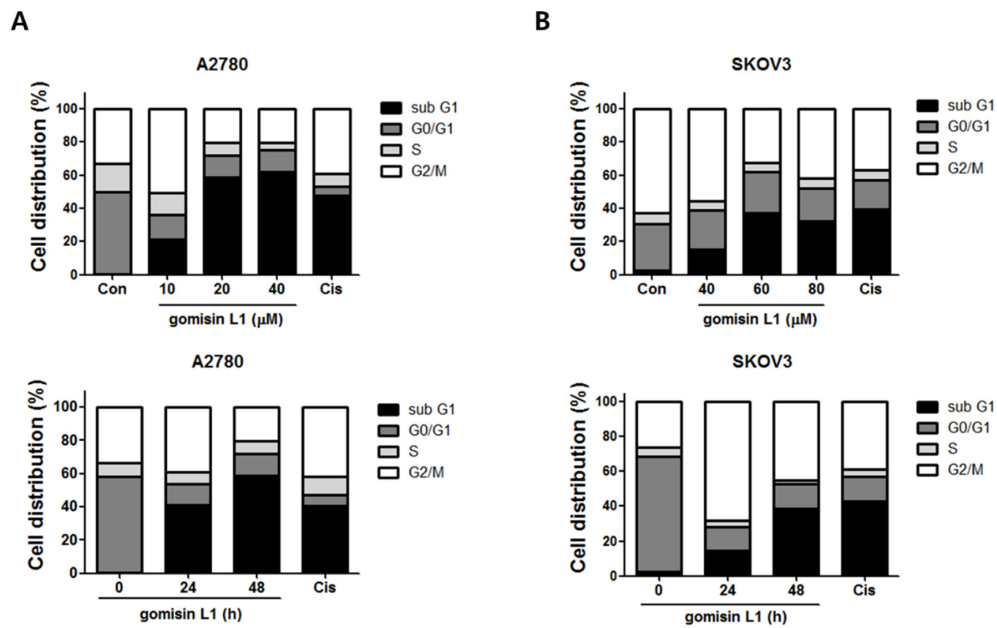 A
B
A2780
Cell distribution (%)
100
80
60
40
20
0
Con 10 20 40 Cis
gomisin L1 (μM)
sub G1
G0/G1
S
G2/M
SKOV3
Cell distribution (%)
100
80
60
40
20
0
Con 40 60 80 Cis
gomisin L1 (μM)
sub G1
G0/G1
S
G2/M
A2780
Cell distribution (%)
100
80
60
40
20
0
0 24 48 Cis
gomisin L1 (h)
sub G1
G0/G1
S
G2/M
SKOV3
Cell distribution (%)
100
80
60
40
20
0
0 24 48 Cis
gomisin L1 (h)
sub G1
G0/G1
S
G2/M